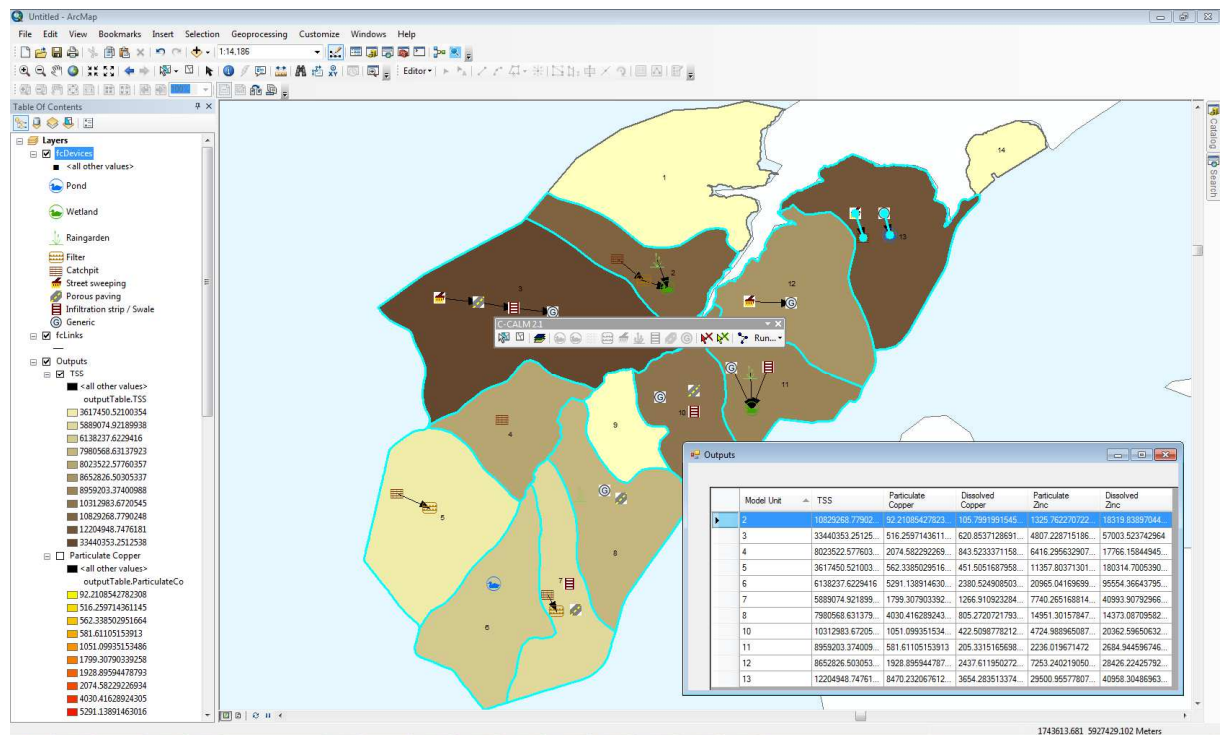 Untitled - ArcMap
File Edit View Bookmarks Insert Selection Geoprocessing Customize Windows Help
1:14,186
Editor
100%
Table Of Contents
Layers
fcDevices
<all other values>
Pond
Wetland
Raingarden
Filter
Catchpit
Street sweeping
Porous paving
Infiltration strip / Swale
Generic
fcLinks
Outputs
TSS
<all other values>
outputTable.TSS
3617450.52100354
5889074.92189938
6138237.6229416
7980568.63137923
8023522.57760357
8652826.50305337
8959203.37400988
10312983.6720545
10829268.7790248
12204948.7476181
33440353.2512538
Particulate Copper
<all other values>
outputTable.ParticulateCo
92.2108542782308
516.259714361145
562.338502951664
581.61105153913
1051.09935153486
1799.30790339258
1928.89594478793
2074.58229226934
4030.41628924305
5291.13891463016
1
14
13
2
12
3
C-CALM 2.1
Run...
11
10
9
4
5
8
7
6
Catalog
Search
Outputs
Model Unit TSS Particulate Copper Dissolved Copper Particulate Zinc Dissolved Zinc
2 10829268.77902... 92.21085427823... 105.7991991545... 1325.762270722... 18319.83897044...
3 33440353.25125... 516.2597143611... 620.8537128691... 4807.228715186... 57003.523742964
4 8023522.577603... 2074.582292269... 843.5233371158... 6416.295632907... 17766.15844945...
5 3617450.521003... 562.3385029516... 451.5051687958... 11357.80371301... 180314.7005390...
6 6138237.6229416 5291.138914630... 2380.524908503... 20965.04169699... 95554.36643795...
7 5889074.921899... 1799.307903392... 1266.910923284... 7740.265168814... 40993.90792966...
8 7980568.631379... 4030.416289243... 805.2720721793... 14951.30157847... 14373.08709582...
10 10312983.67205... 1051.099351534... 422.5098778212... 4724.988965087... 20362.59650632...
11 8959203.374009... 581.61105153913 205.3315165698... 2236.019671472 2684.944596746...
12 8652826.503053... 1928.895944787... 2437.611950272... 7253.240219050... 28426.22425792...
13 12204948.74761... 8470.232067612... 3654.283513374... 29500.95577807... 40958.30486963...
1743613.681 5927429.102 Meters